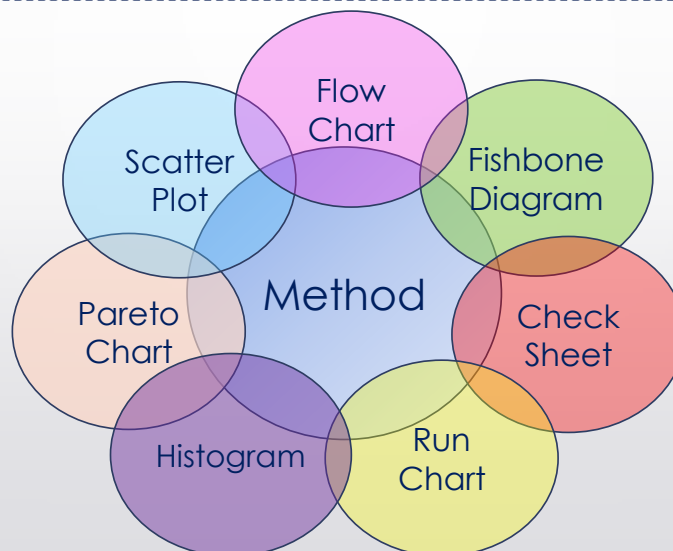 Flow
Chart
Scatter
Plot
Fishbone
Diagram
Method
Pareto
Chart
Check
Sheet
Histogram
Run
Chart